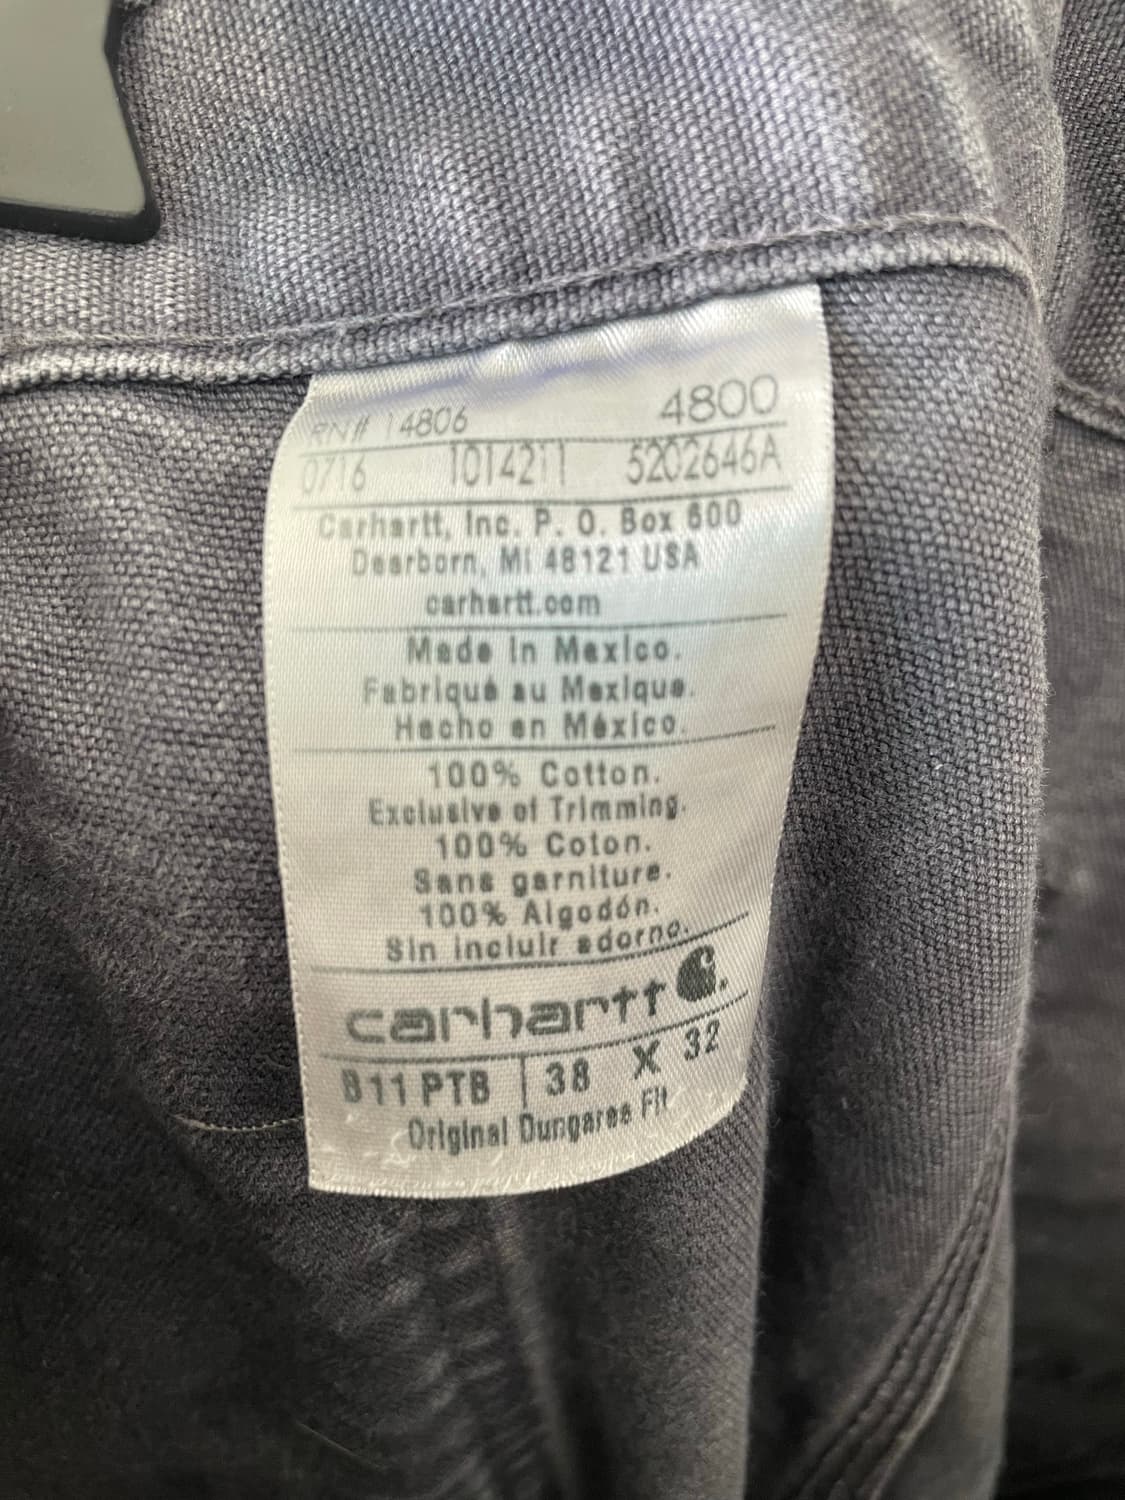 RN# 14806 4800
0716 1014211 5202646A
Carhartt, Inc. P. O. Box 600
Dearborn, MI 48121 USA
carhartt.com
Made in Mexico.
Fabriqué au Mexique.
Hecho en México.
100% Cotton.
Exclusive of Trimming.
100% Coton.
Sans garniture.
100% Algodón.
Sin incluir adorno.
carhartt
B11 PTB | 38 X 32
Original Dungaree Fit